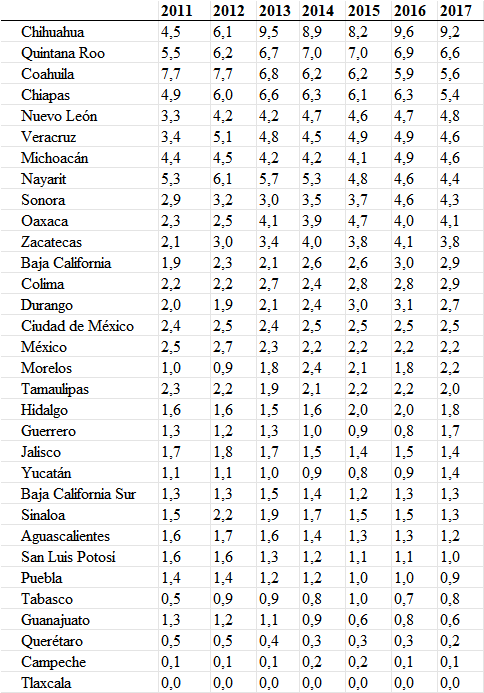 2011 2012 2013 2014 2015 2016 2017
Chihuahua 4,5 6,1 9,5 8,9 8,2 9,6 9,2
Quintana Roo 5,5 6,2 6,7 7,0 7,0 6,9 6,6
Coahuila 7,7 7,7 6,8 6,2 6,2 5,9 5,6
Chiapas 4,9 6,0 6,6 6,3 6,1 6,3 5,4
Nuevo León 3,3 4,2 4,2 4,7 4,6 4,7 4,8
Veracruz 3,4 5,1 4,8 4,5 4,9 4,9 4,6
Michoacán 4,4 4,5 4,2 4,2 4,1 4,9 4,6
Nayarit 5,3 6,1 5,7 5,3 4,8 4,6 4,4
Sonora 2,9 3,2 3,0 3,5 3,7 4,6 4,3
Oaxaca 2,3 2,5 4,1 3,9 4,7 4,0 4,1
Zacatecas 2,1 3,0 3,4 4,0 3,8 4,1 3,8
Baja California 1,9 2,3 2,1 2,6 2,6 3,0 2,9
Colima 2,2 2,2 2,7 2,4 2,8 2,8 2,9
Durango 2,0 1,9 2,1 2,4 3,0 3,1 2,7
Ciudad de México 2,4 2,5 2,4 2,5 2,5 2,5 2,5
México 2,5 2,7 2,3 2,2 2,2 2,2 2,2
Morelos 1,0 0,9 1,8 2,4 2,1 1,8 2,2
Tamaulipas 2,3 2,2 1,9 2,1 2,2 2,2 2,0
Hidalgo 1,6 1,6 1,5 1,6 2,0 2,0 1,8
Guerrero 1,3 1,2 1,3 1,0 0,9 0,8 1,7
Jalisco 1,7 1,8 1,7 1,5 1,4 1,5 1,4
Yucatán 1,1 1,1 1,0 0,9 0,8 0,9 1,4
Baja California Sur 1,3 1,3 1,5 1,4 1,2 1,3 1,3
Sinaloa 1,5 2,2 1,9 1,7 1,5 1,5 1,3
Aguascalientes 1,6 1,7 1,6 1,4 1,3 1,3 1,2
San Luis Potosí 1,6 1,6 1,3 1,2 1,1 1,1 1,0
Puebla 1,4 1,4 1,2 1,2 1,0 1,0 0,9
Tabasco 0,5 0,9 0,9 0,8 1,0 0,7 0,8
Guanajuato 1,3 1,2 1,1 0,9 0,6 0,8 0,6
Querétaro 0,5 0,5 0,4 0,3 0,3 0,3 0,2
Campeche 0,1 0,1 0,1 0,2 0,2 0,1 0,1
Tlaxcala 0,0 0,0 0,0 0,0 0,0 0,0 0,0